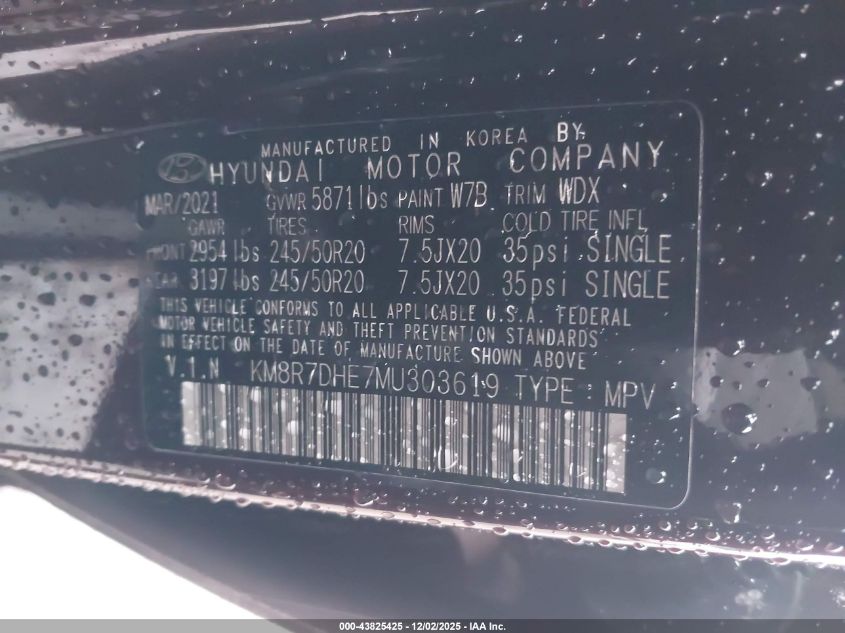 MANUFACTURED IN KOREA BY:
HYUNDAI MOTOR COMPANY
MAR/2021 GVWR 5871lbs PAINT W7B TRIM WDX
GAWR TIRES RIMS COLD TIRE INFL
FRONT 2954 lbs 245/50R20 7.5JX20 35psi SINGLE
REAR 3197 lbs 245/50R20 7.5JX20 35psi SINGLE
THIS VEHICLE CONFORMS TO ALL APPLICABLE U.S.A. FEDERAL
MOTOR VEHICLE SAFETY AND THEFT PREVENTION STANDARDS
IN EFFECT ON THE DATE OF MANUFACTURE SHOWN ABOVE
V.I.N KM8R7DHE7MU303619 TYPE : MPV
000-43825425 - 12/02/2025 - IAA Inc.